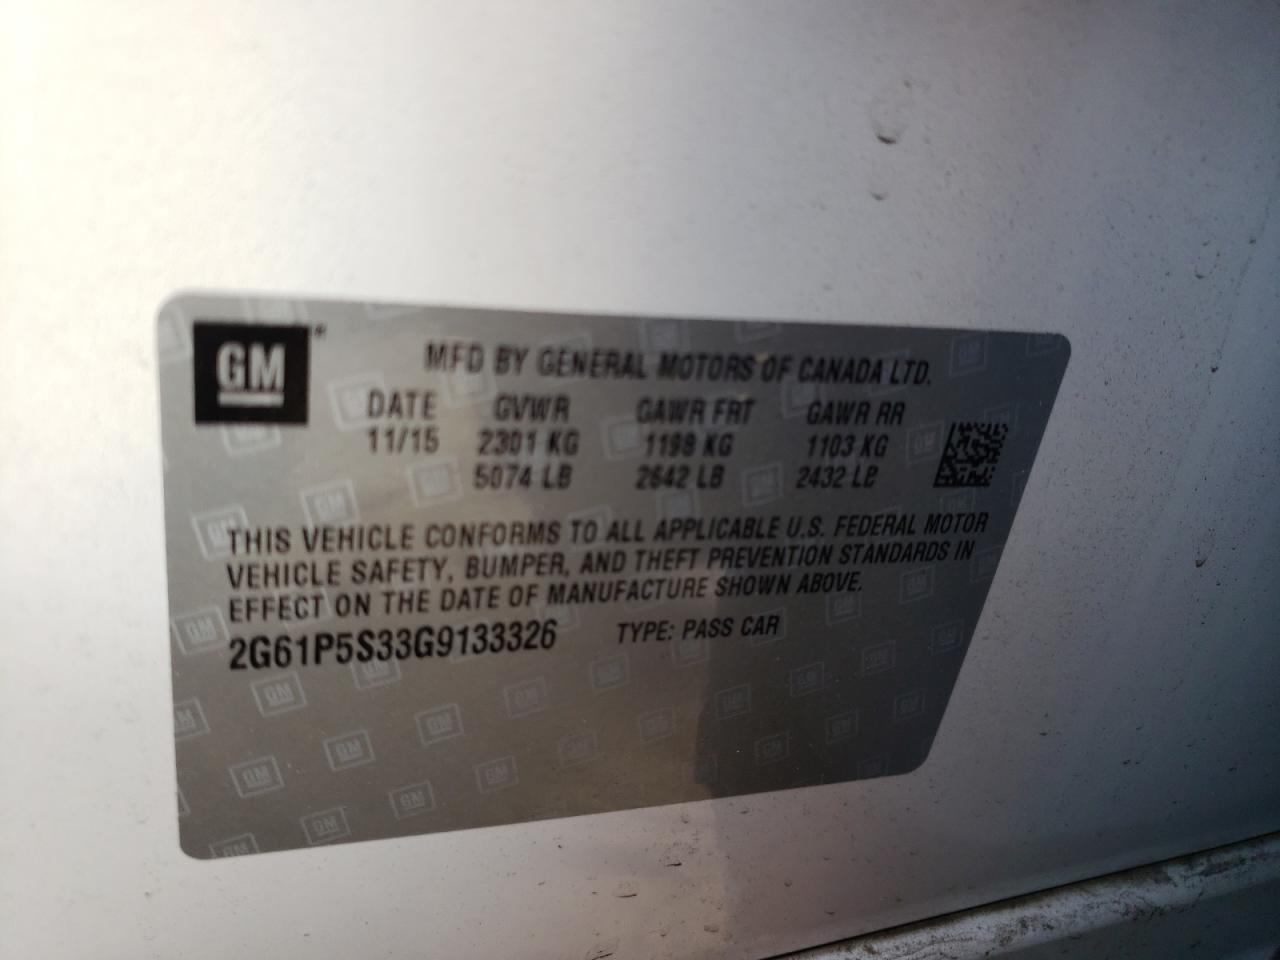 GM
MFD BY GENERAL MOTORS OF CANADA LTD.
DATE GVWR GAWR FRT GAWR RR
11/15 2301 KG 1198 KG 1103 KG
5074 LB 2642 LB 2432 LB
THIS VEHICLE CONFORMS TO ALL APPLICABLE U.S. FEDERAL MOTOR
VEHICLE SAFETY, BUMPER, AND THEFT PREVENTION STANDARDS IN
EFFECT ON THE DATE OF MANUFACTURE SHOWN ABOVE.
2G61P5S33G9133326 TYPE: PASS CAR